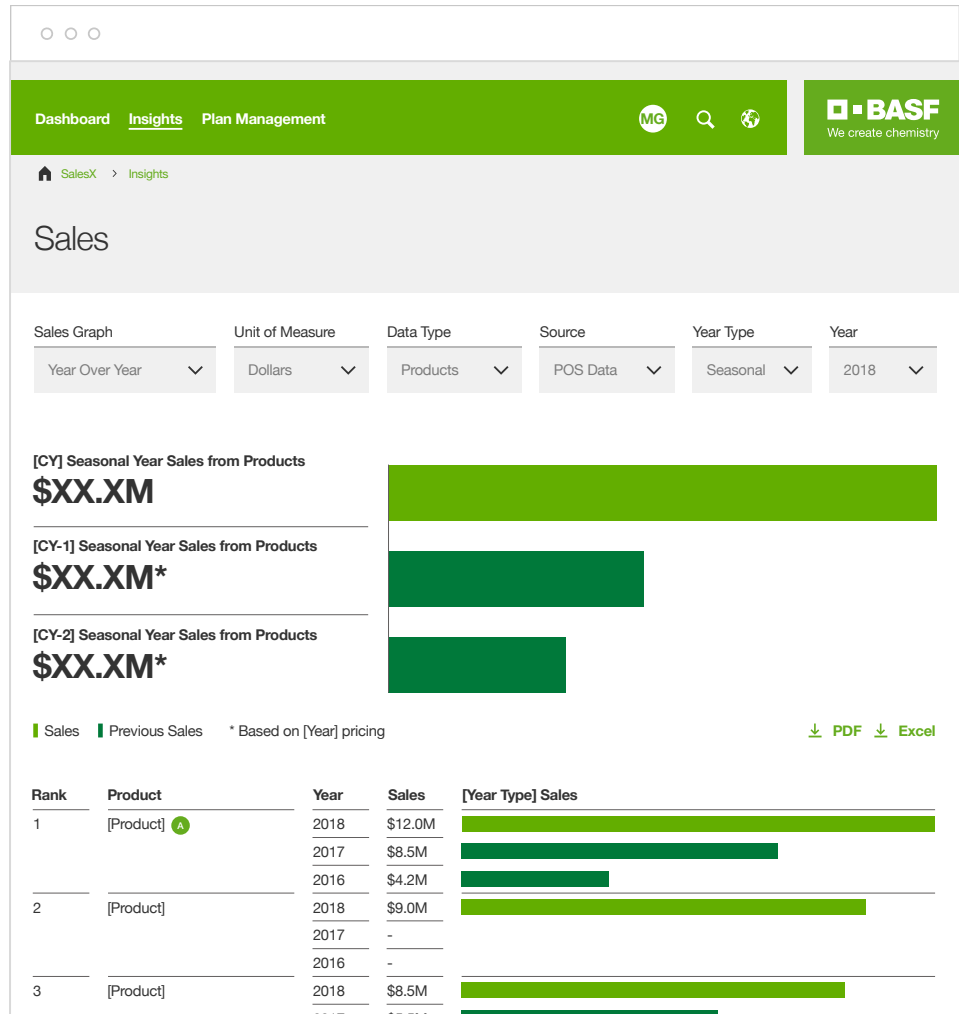 Dashboard Insights Plan Management MG BASF
We create chemistry
SalesX > Insights
Sales
Sales Graph Unit of Measure Data Type Source Year Type Year
Year Over Year Dollars Products POS Data Seasonal 2018
[CY] Seasonal Year Sales from Products
$XX.XM
[CY-1] Seasonal Year Sales from Products
$XX.XM*
[CY-2] Seasonal Year Sales from Products
$XX.XM*
Sales Previous Sales * Based on [Year] pricing PDF Excel
Rank Product Year Sales [Year Type] Sales
1 [Product] A 2018 $12.0M
2017 $8.5M
2016 $4.2M
2 [Product] 2018 $9.0M
2017 -
2016 -
3 [Product] 2018 $8.5M